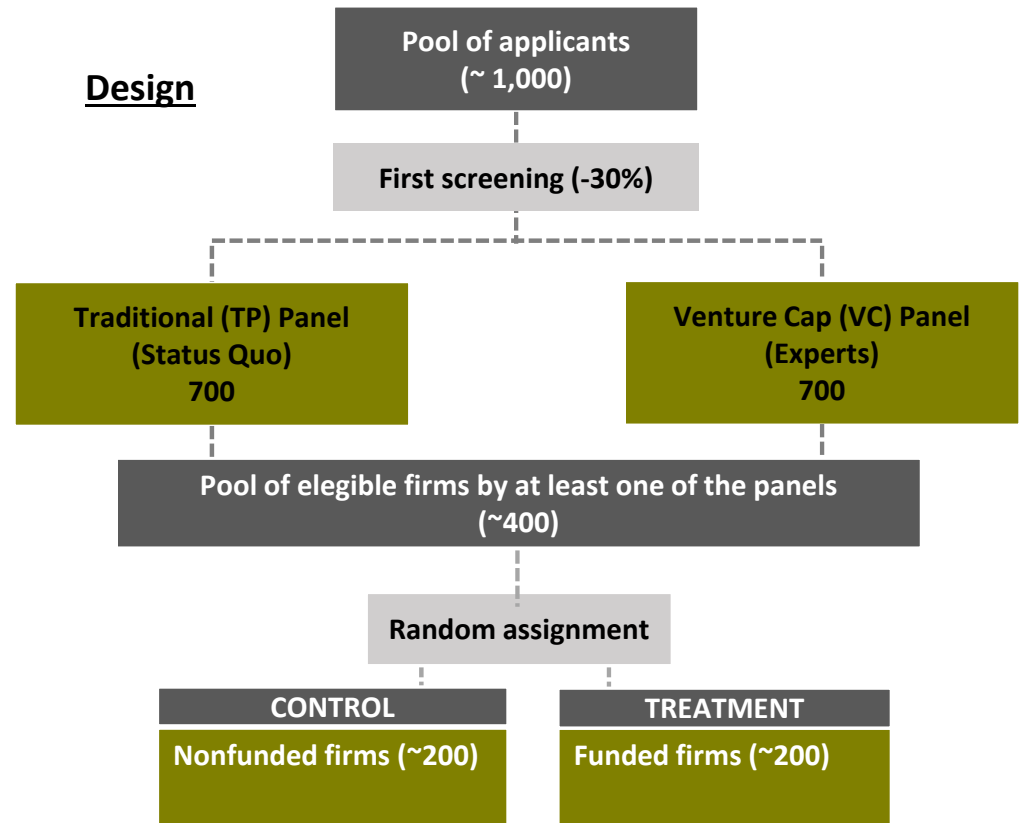 Pool of applicants
(~ 1,000)
Design
First screening (-30%)
Traditional (TP) Panel
(Status Quo)
700
Venture Cap (VC) Panel
(Experts)
700
Pool of elegible firms by at least one of the panels
(~400)
Random assignment
CONTROL
Nonfunded firms (~200)
TREATMENT
Funded firms (~200)